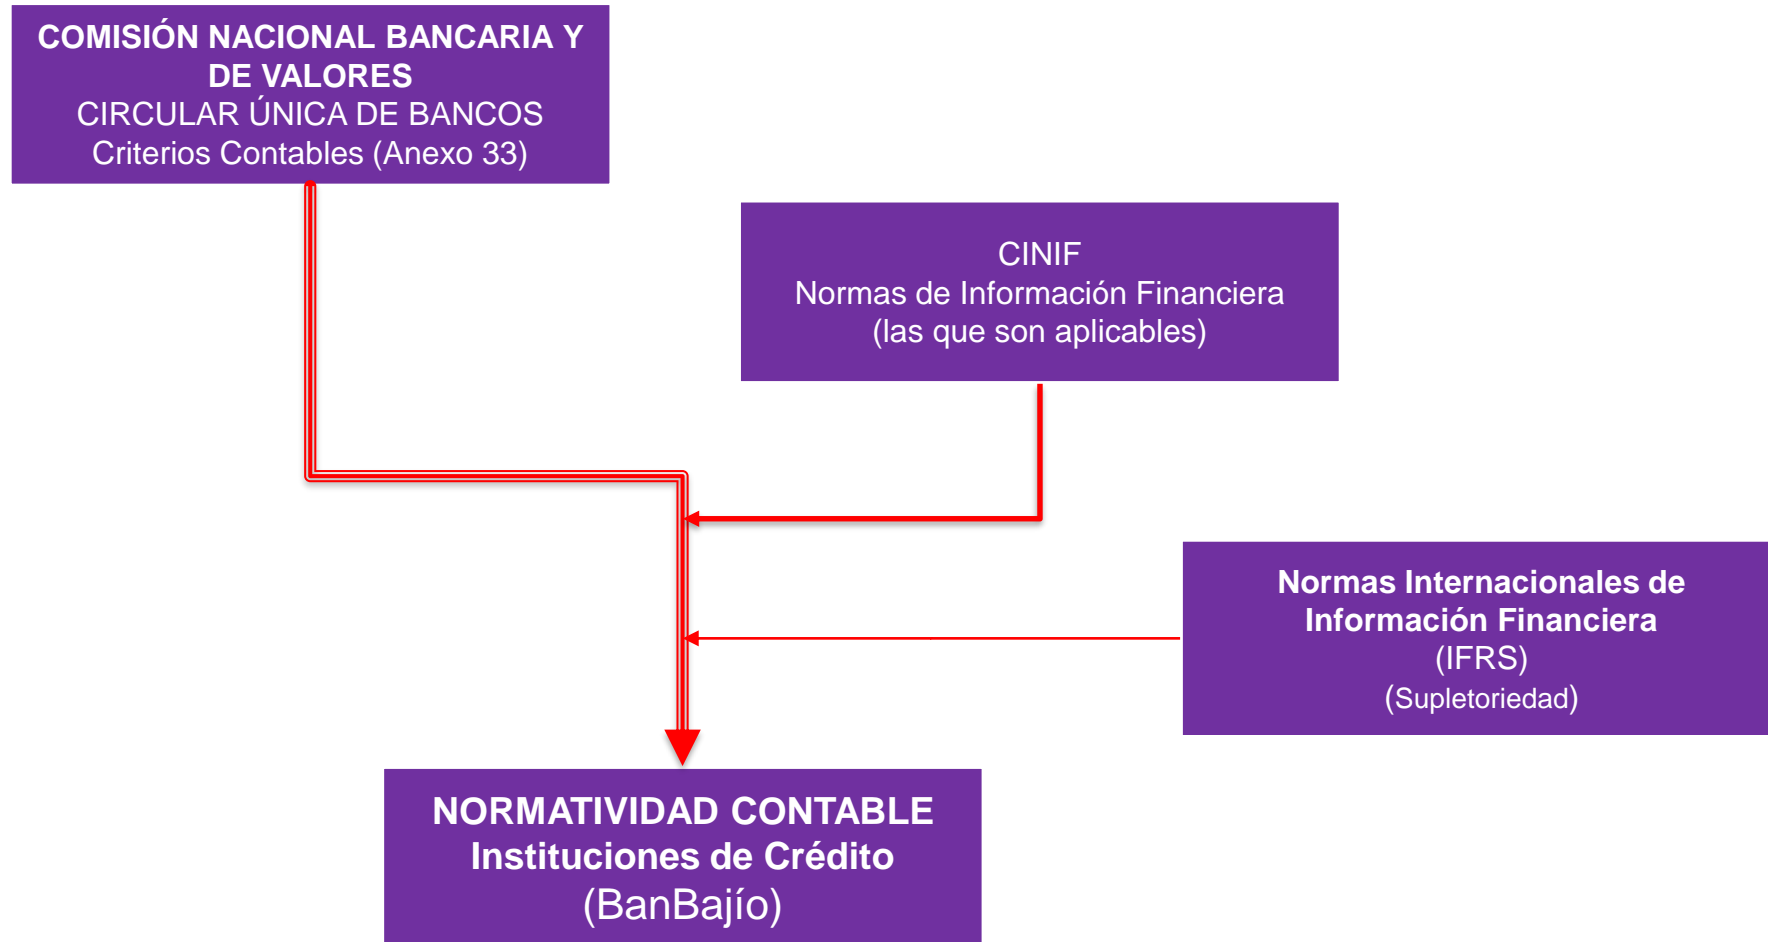 COMISIÓN NACIONAL BANCARIA Y
DE VALORES
CIRCULAR ÚNICA DE BANCOS
Criterios Contables (Anexo 33)
CINIF
Normas de Información Financiera
(las que son aplicables)
Normas Internacionales de
Información Financiera
(IFRS)
(Supletoriedad)
NORMATIVIDAD CONTABLE
Instituciones de Crédito
(BanBajío)